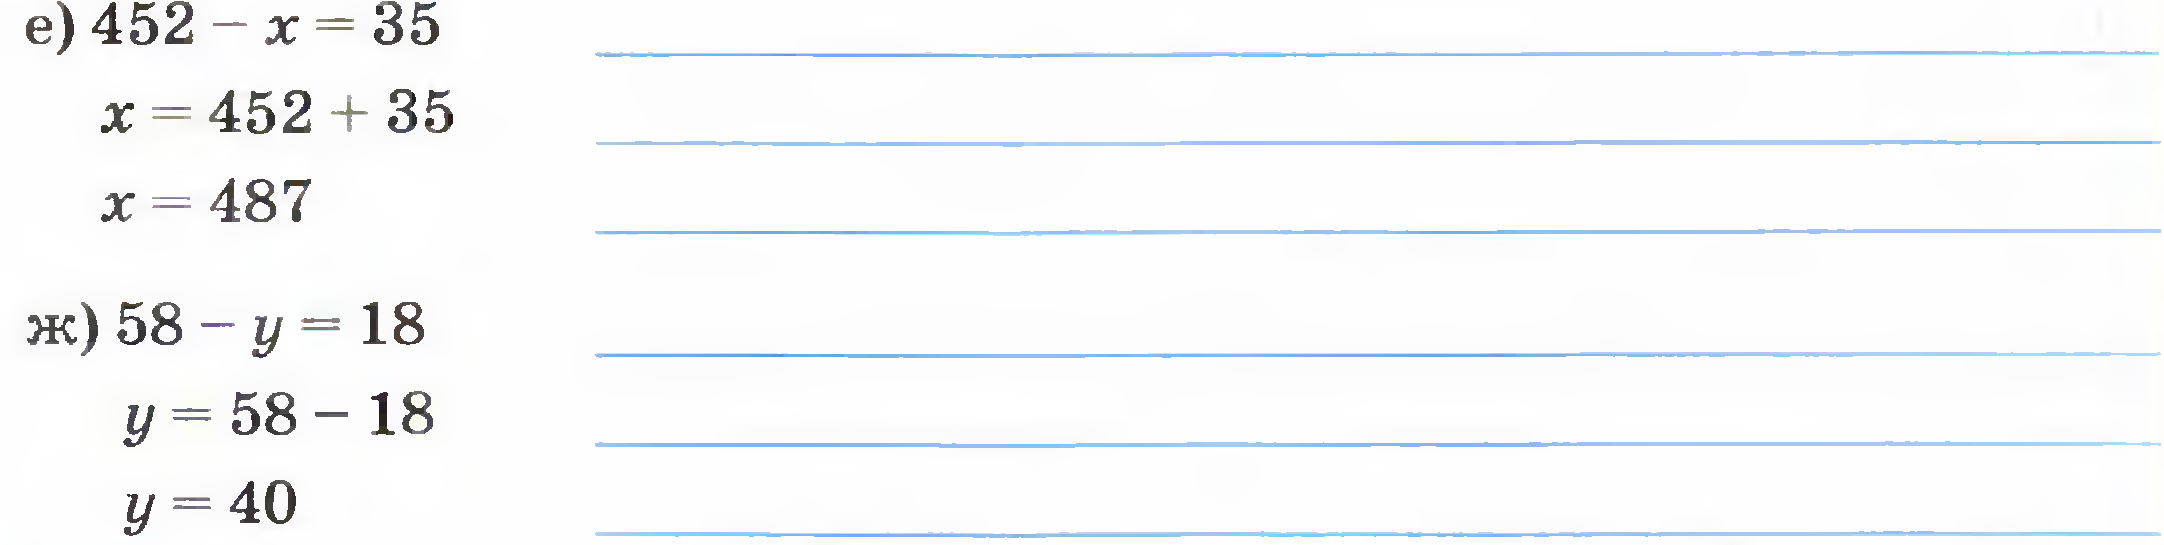 е) 452 − x = 35
x = 452 + 35
x = 487
ж) 58 − y = 18
y = 58 − 18
y = 40